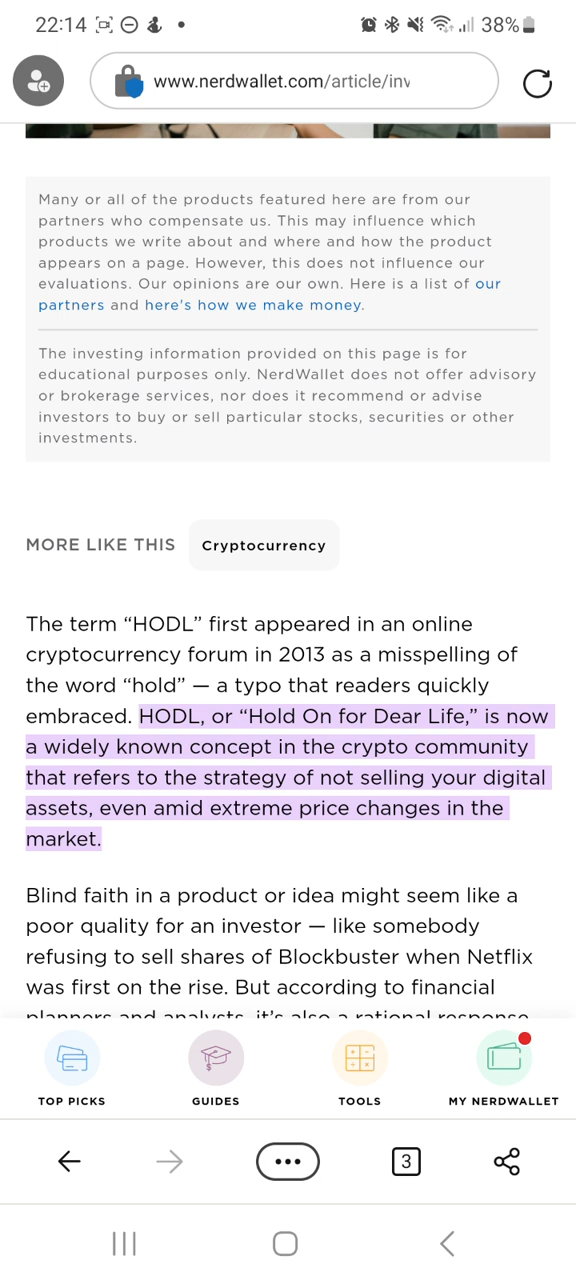 22:14
38%
www.nerdwallet.com/article/inv
Many or all of the products featured here are from our
partners who compensate us. This may influence which
products we write about and where and how the product
appears on a page. However, this does not influence our
evaluations. Our opinions are our own. Here is a list of our
partners and here's how we make money.
The investing information provided on this page is for
educational purposes only. NerdWallet does not offer advisory
or brokerage services, nor does it recommend or advise
investors to buy or sell particular stocks, securities or other
investments.
MORE LIKE THIS Cryptocurrency
The term “HODL” first appeared in an online
cryptocurrency forum in 2013 as a misspelling of
the word “hold” — a typo that readers quickly
embraced. HODL, or “Hold On for Dear Life,” is now
a widely known concept in the crypto community
that refers to the strategy of not selling your digital
assets, even amid extreme price changes in the
market.
Blind faith in a product or idea might seem like a
poor quality for an investor — like somebody
refusing to sell shares of Blockbuster when Netflix
was first on the rise. But according to financial
planners and analysts, it’s also a rational response
TOP PICKS GUIDES TOOLS MY NERDWALLET
3